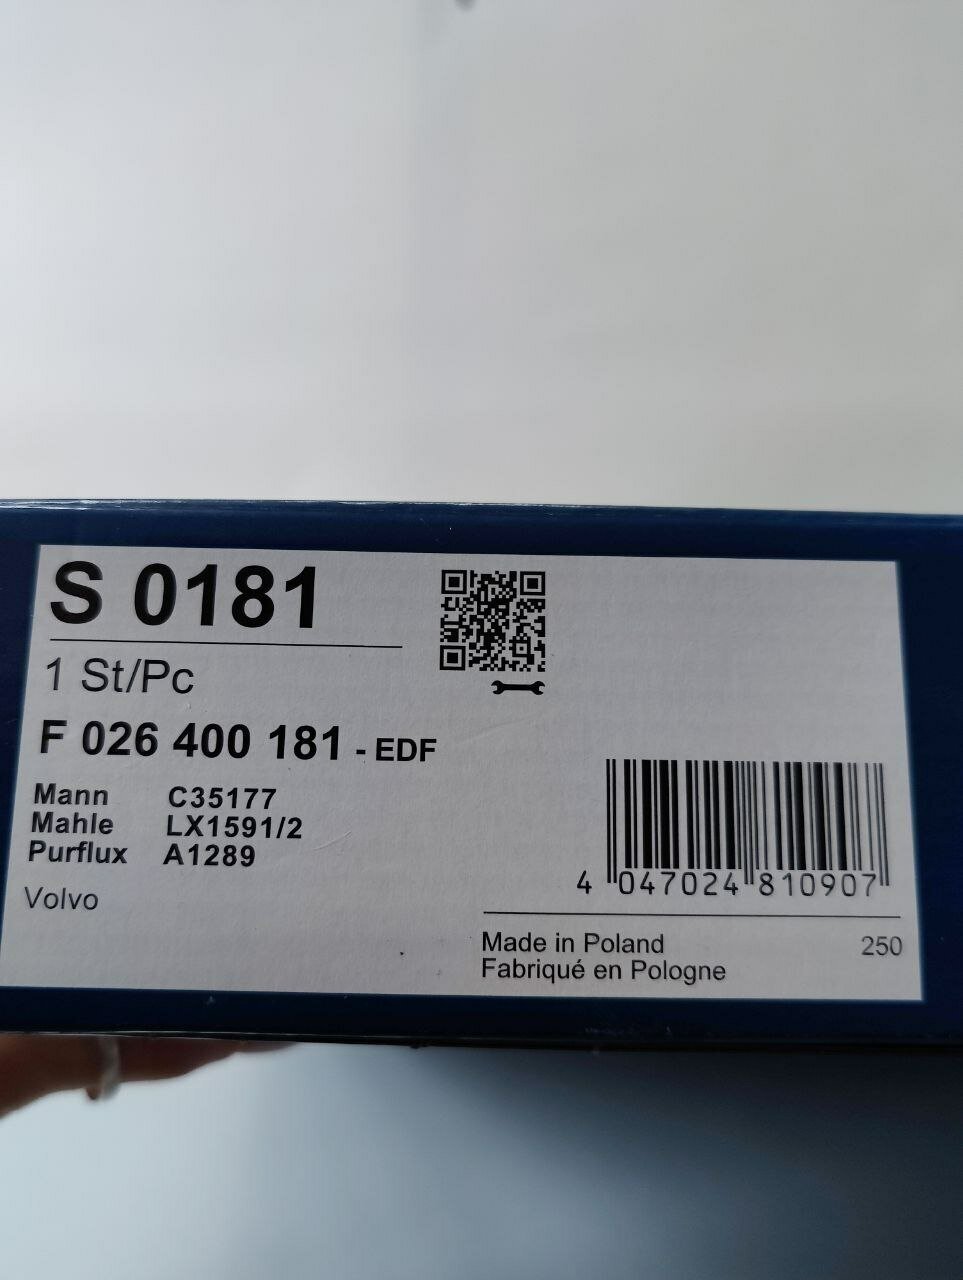 S 0181
1 St/Pc
F 026 400 181 - EDF
Mann C35177
Mahle LX1591/2
Purflux A1289
Volvo
4 047024 810907
Made in Poland 250
Fabriqué en Pologne